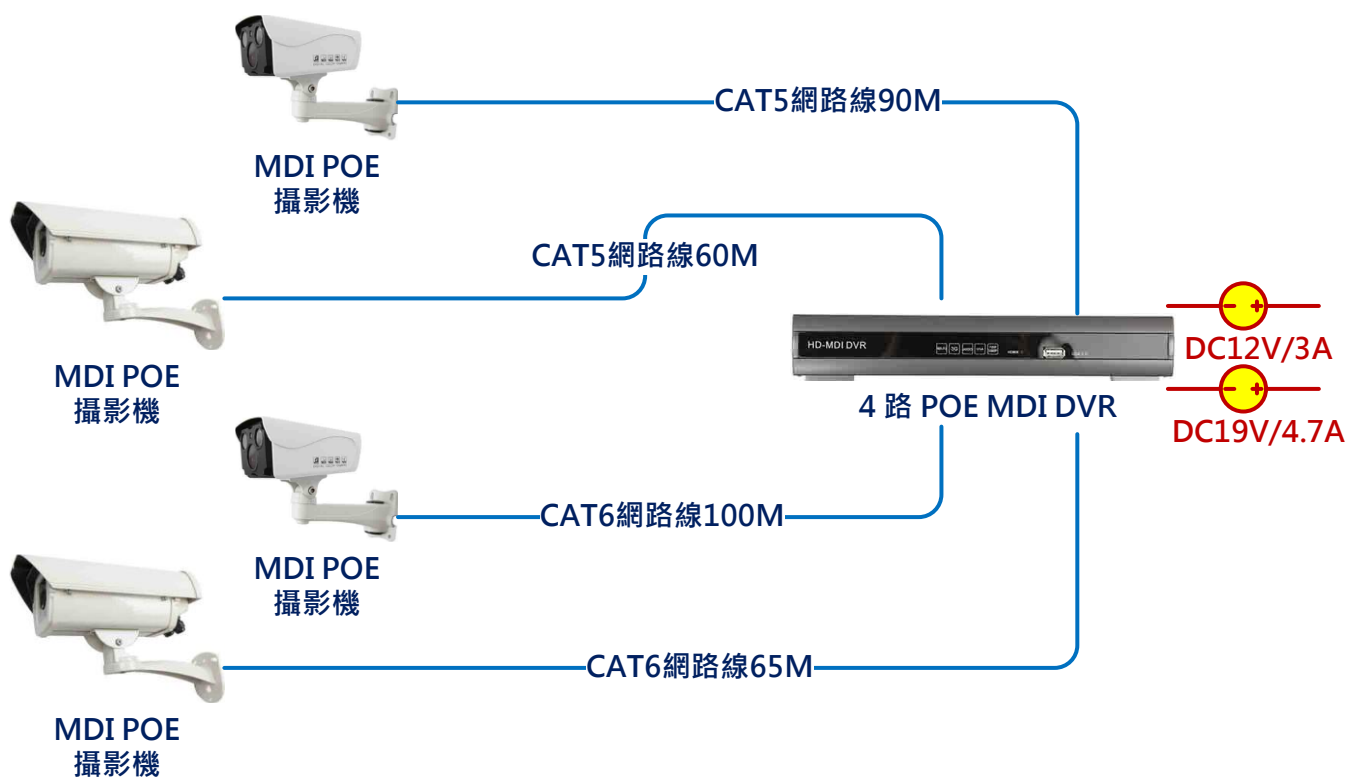 CAT5網路線90M
MDI POE
攝影機
CAT5網路線60M
MDI POE
攝影機
HD-MDI DVR
DC12V/3A
4 路 POE MDI DVR
DC19V/4.7A
CAT6網路線100M
MDI POE
攝影機
CAT6網路線65M
MDI POE
攝影機